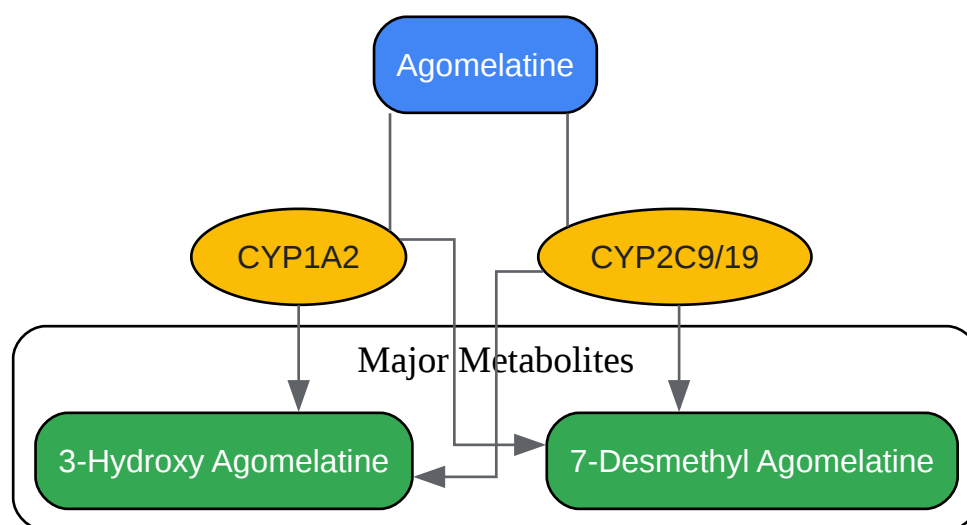 Agomelatine
CYP1A2
CYP2C9/19
Major Metabolites
3-Hydroxy Agomelatine
7-Desmethyl Agomelatine